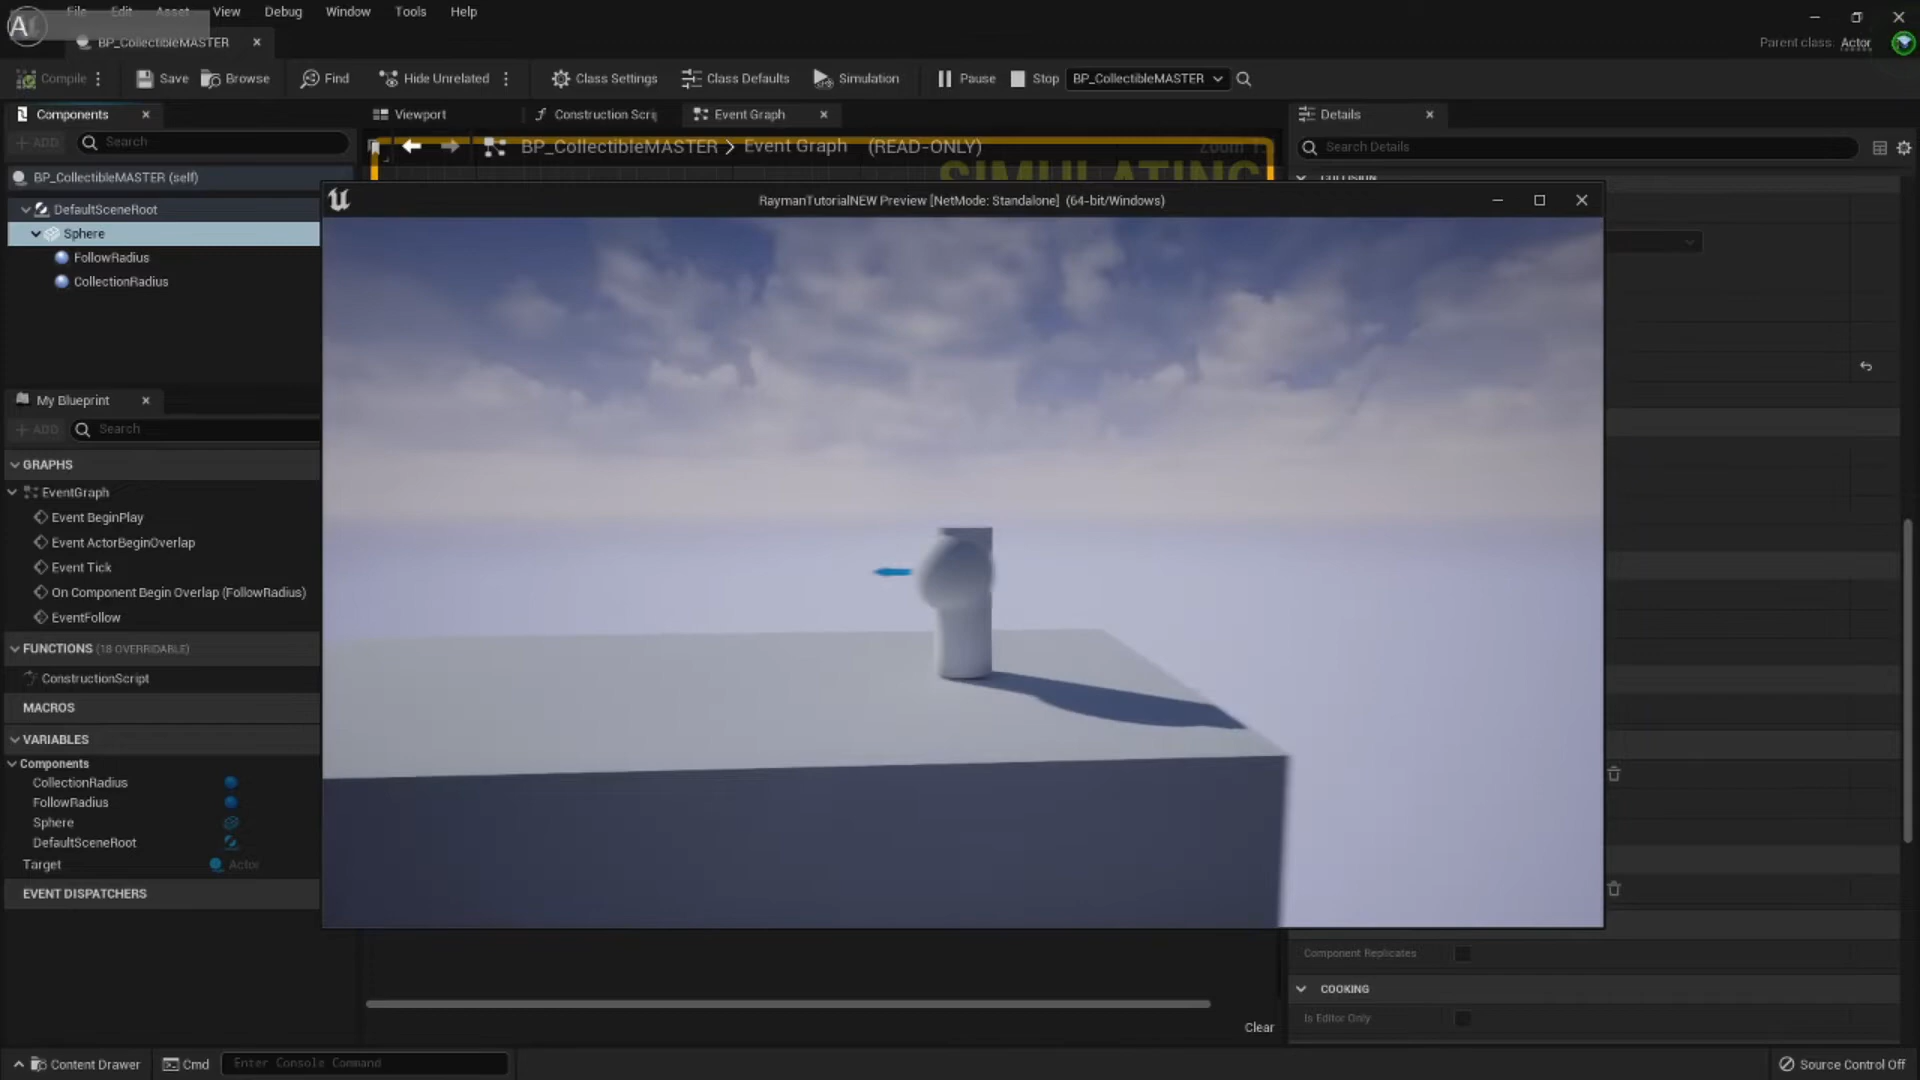 File Edit Asset View Debug Window Tools Help
BP_CollectibleMASTER
Parent class: Actor
Compile Save Browse Find Hide Unrelated Class Settings Class Defaults Simulation Pause Stop BP_CollectibleMASTER
Components Viewport Construction Scrip Event Graph Details
+ ADD Search BP_CollectibleMASTER > Event Graph (READ-ONLY) Search Details
SIMULATING
BP_CollectibleMASTER (self) COLLISION
RaymanTutorialNEW Preview [NetMode: Standalone] (64-bit/Windows)
DefaultSceneRoot
Sphere
FollowRadius
CollectionRadius
My Blueprint
+ ADD Search
GRAPHS
EventGraph
Event BeginPlay
Event ActorBeginOverlap
Event Tick
On Component Begin Overlap (FollowRadius)
EventFollow
FUNCTIONS (18 OVERRIDABLE)
ConstructionScript
MACROS
VARIABLES
Components
CollectionRadius
FollowRadius
Sphere
DefaultSceneRoot
Target Actor
EVENT DISPATCHERS
Component Replicates
COOKING
Is Editor Only
Clear
Content Drawer Cmd Enter Console Command Source Control Off